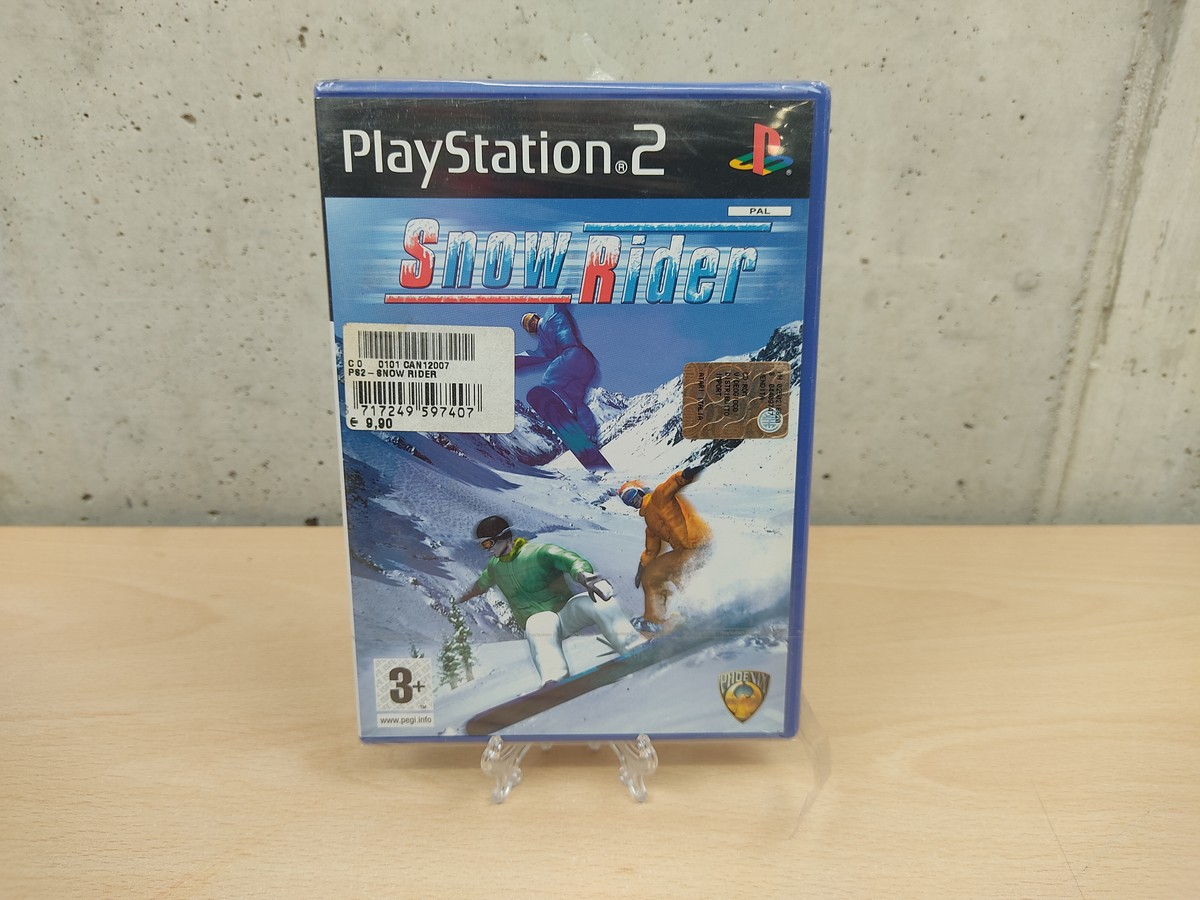 PlayStation®2
PAL
Snow Rider
C 0 0101 CAN12007
PS2 - SNOW RIDER
717249 597407
€ 9,90
3+
www.pegi.info
PHOENIX